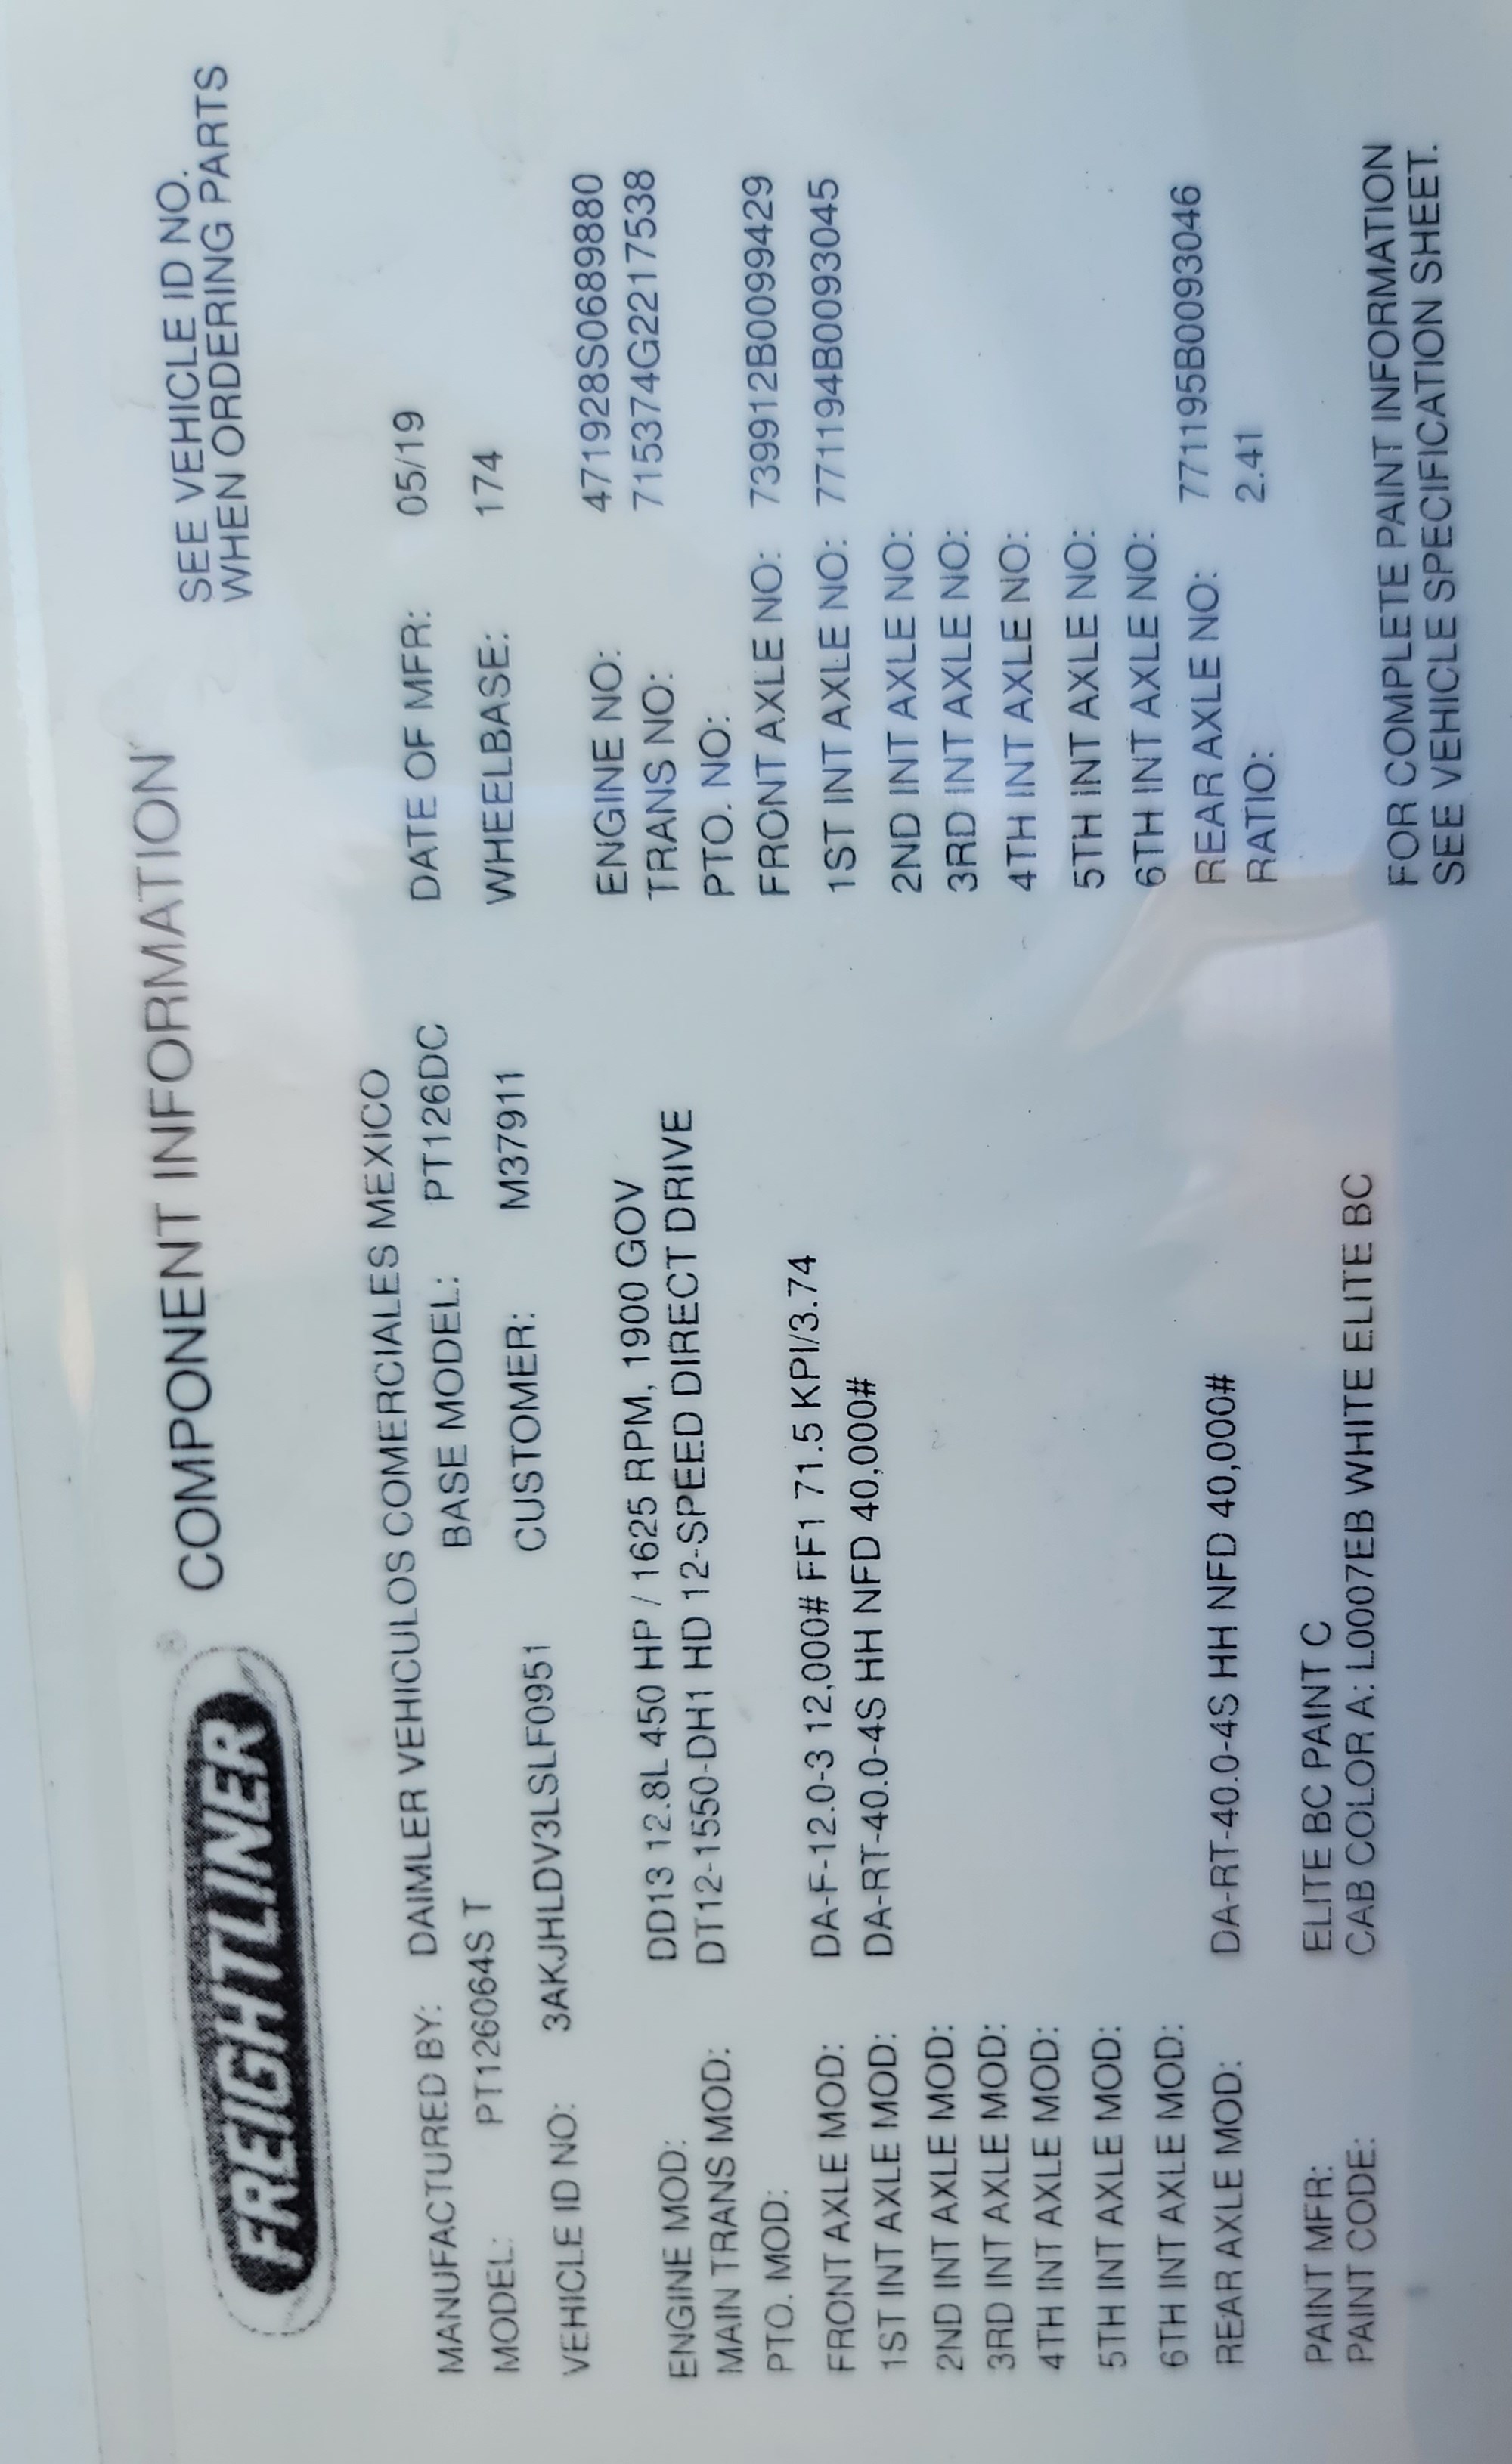 FREIGHTLINER ® COMPONENT INFORMATION
SEE VEHICLE ID NO.
WHEN ORDERING PARTS
MANUFACTURED BY: DAIMLER VEHICULOS COMERCIALES MEXICO DATE OF MFR: 05/19
MODEL: PT126064S T BASE MODEL: PT126DC WHEELBASE: 174
VEHICLE ID NO: 3AKJHLDV3LSLF0951 CUSTOMER: M37911
ENGINE MOD: DD13 12.8L 450 HP / 1625 RPM, 1900 GOV ENGINE NO: 471928S0689880
MAIN TRANS MOD: DT12-1550-DH1 HD 12-SPEED DIRECT DRIVE TRANS NO: 715374G2217538
PTO. MOD: PTO. NO:
FRONT AXLE MOD: DA-F-12.0-3 12,000# FF1 71.5 KPI/3.74 FRONT AXLE NO: 739912B0099429
1ST INT AXLE MOD: DA-RT-40.0-4S HH NFD 40,000# 1ST INT AXLE NO: 771194B0093045
2ND INT AXLE MOD: 2ND INT AXLE NO:
3RD INT AXLE MOD: 3RD INT AXLE NO:
4TH INT AXLE MOD: 4TH INT AXLE NO:
5TH INT AXLE MOD: 5TH INT AXLE NO:
6TH INT AXLE MOD: 6TH INT AXLE NO:
REAR AXLE MOD: DA-RT-40.0-4S HH NFD 40,000# REAR AXLE NO: 771195B0093046
RATIO: 2.41
PAINT MFR: ELITE BC PAINT C
PAINT CODE: CAB COLOR A: L0007EB WHITE ELITE BC
FOR COMPLETE PAINT INFORMATION
SEE VEHICLE SPECIFICATION SHEET.